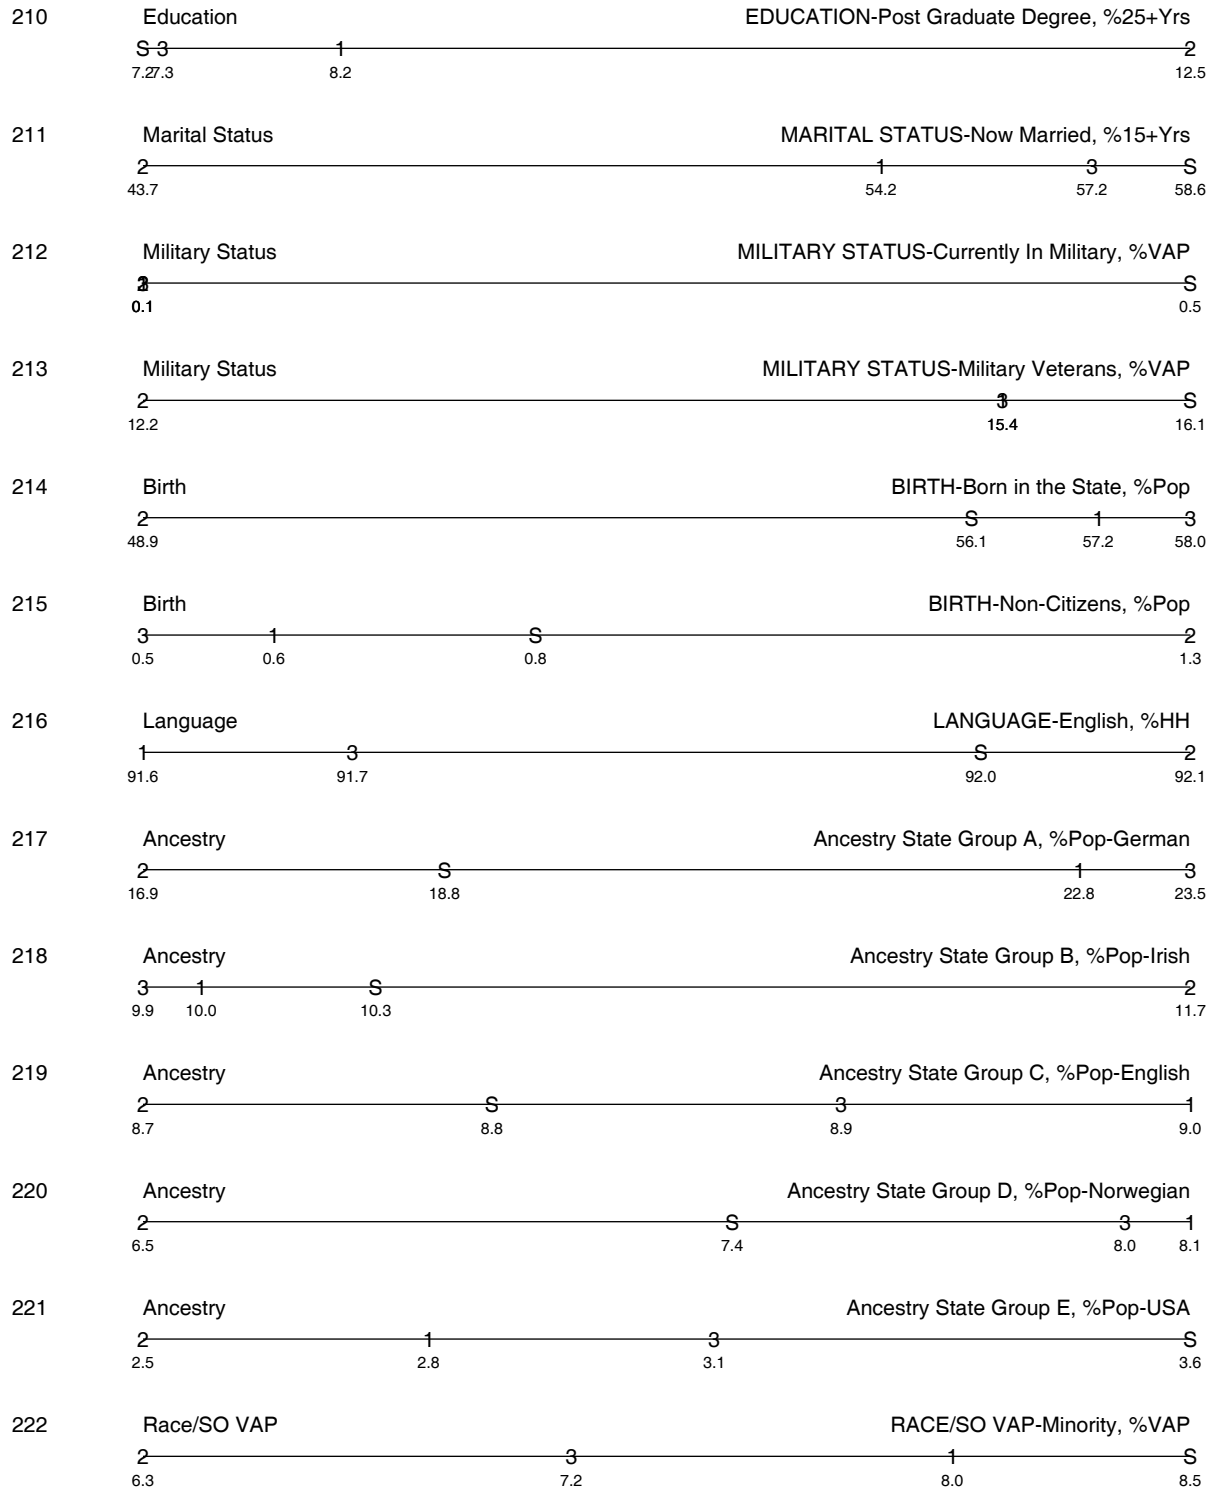 210 Education EDUCATION-Post Graduate Degree, %25+Yrs
S 3 1 2
7.2 7.3 8.2 12.5
211 Marital Status MARITAL STATUS-Now Married, %15+Yrs
2 1 3 S
43.7 54.2 57.2 58.6
212 Military Status MILITARY STATUS-Currently In Military, %VAP
S
0.1 0.5
213 Military Status MILITARY STATUS-Military Veterans, %VAP
2 S
12.2 15.4 16.1
214 Birth BIRTH-Born in the State, %Pop
2 S 1 3
48.9 56.1 57.2 58.0
215 Birth BIRTH-Non-Citizens, %Pop
3 1 S 2
0.5 0.6 0.8 1.3
216 Language LANGUAGE-English, %HH
1 3 S 2
91.6 91.7 92.0 92.1
217 Ancestry Ancestry State Group A, %Pop-German
2 S 1 3
16.9 18.8 22.8 23.5
218 Ancestry Ancestry State Group B, %Pop-Irish
3 1 S 2
9.9 10.0 10.3 11.7
219 Ancestry Ancestry State Group C, %Pop-English
2 S 3 1
8.7 8.8 8.9 9.0
220 Ancestry Ancestry State Group D, %Pop-Norwegian
2 S 3 1
6.5 7.4 8.0 8.1
221 Ancestry Ancestry State Group E, %Pop-USA
2 1 3 S
2.5 2.8 3.1 3.6
222 Race/SO VAP RACE/SO VAP-Minority, %VAP
2 3 1 S
6.3 7.2 8.0 8.5